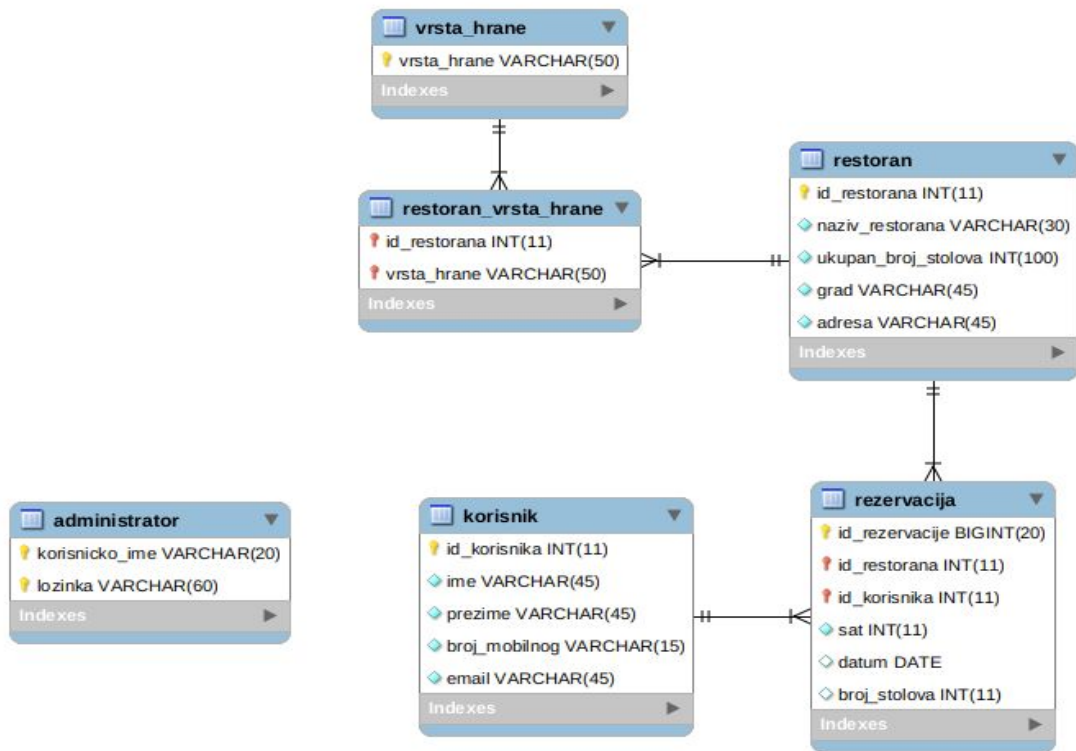 vrsta_hrane
vrsta_hrane VARCHAR(50)
Indexes
restoran_vrsta_hrane
id_restorana INT(11)
vrsta_hrane VARCHAR(50)
Indexes
restoran
id_restorana INT(11)
naziv_restorana VARCHAR(30)
ukupan_broj_stolova INT(100)
grad VARCHAR(45)
adresa VARCHAR(45)
Indexes
administrator
korisnicko_ime VARCHAR(20)
lozinka VARCHAR(60)
Indexes
korisnik
id_korisnika INT(11)
ime VARCHAR(45)
prezime VARCHAR(45)
broj_mobilnog VARCHAR(15)
email VARCHAR(45)
Indexes
rezervacija
id_rezervacije BIGINT(20)
id_restorana INT(11)
id_korisnika INT(11)
sat INT(11)
datum DATE
broj_stolova INT(11)
Indexes